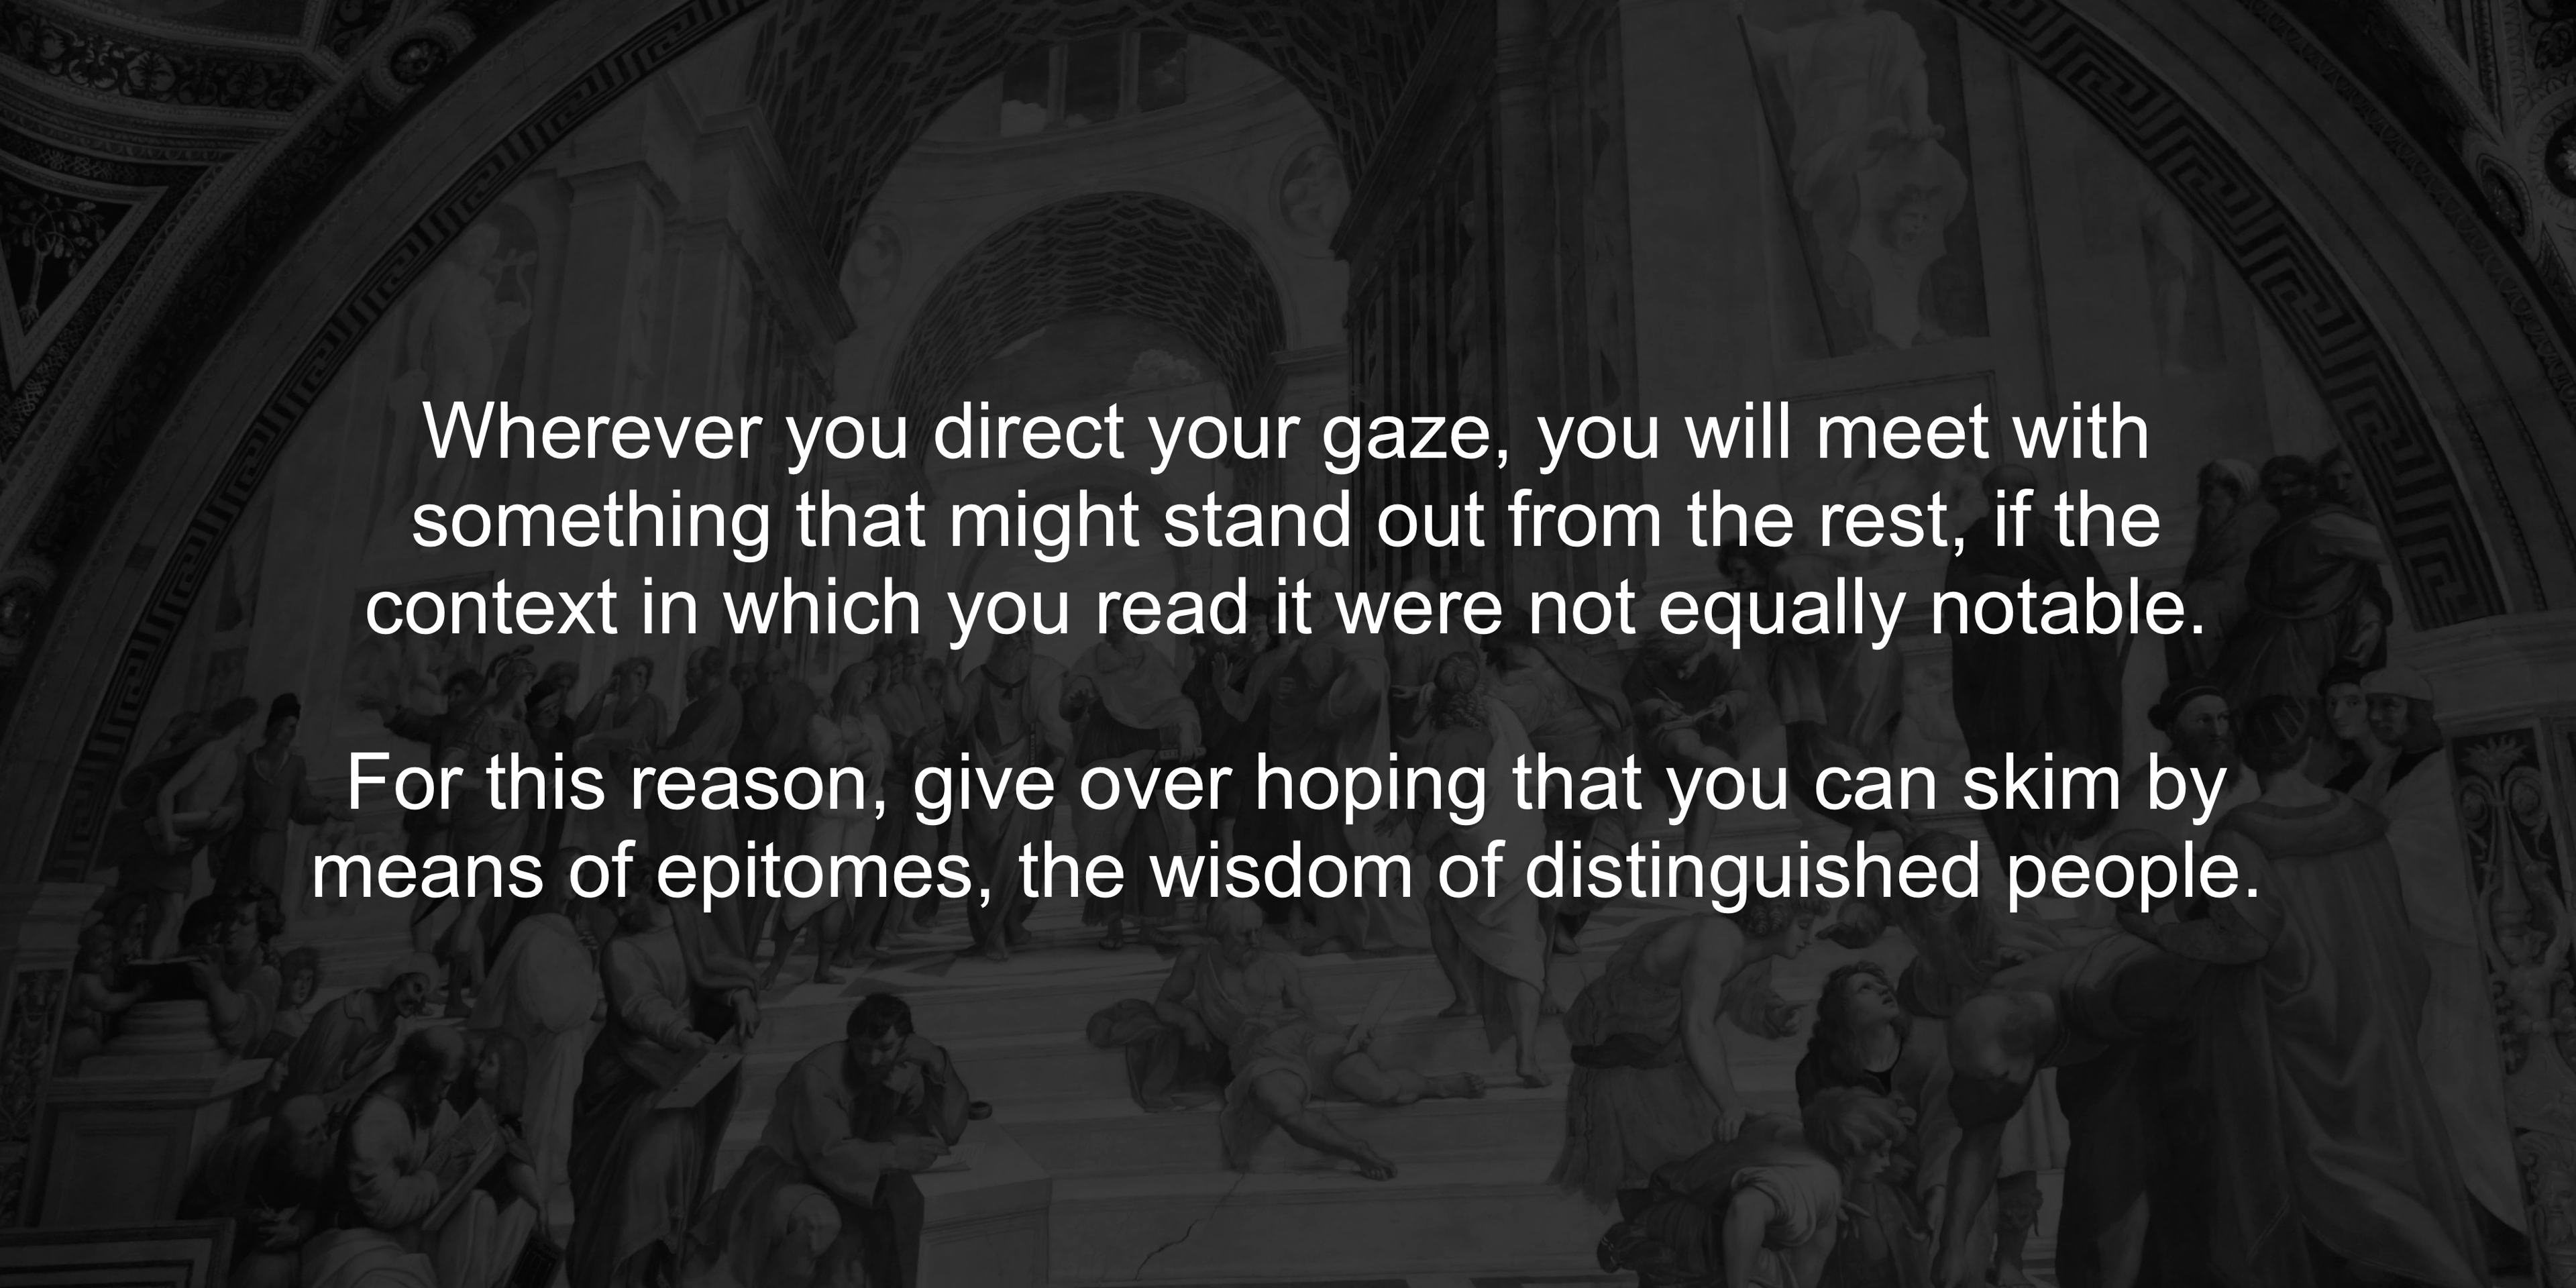 Wherever you direct your gaze, you will meet with
something that might stand out from the rest, if the
context in which you read it were not equally notable.
For this reason, give over hoping that you can skim by
means of epitomes, the wisdom of distinguished people.